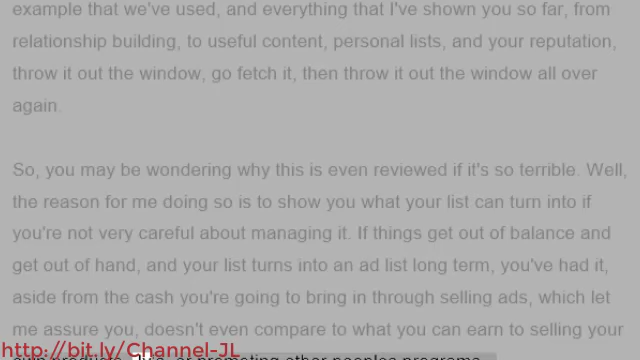 example that we've used, and everything that I've shown you so far, from
relationship building, to useful content, personal lists, and your reputation,
throw it out the window, go fetch it, then throw it out the window all over
again.
So, you may be wondering why this is even reviewed if it's so terrible. Well,
the reason for me doing so is to show you what your list can turn into if
you're not very careful about managing it. If things get out of balance and
get out of hand, and your list turns into an ad list long term, you've had it,
aside from the cash you're going to bring in through selling ads, which let
me assure you, doesn't even compare to what you can earn to selling your
or promoting other peoples programs
http://bit.ly/Channel-JL